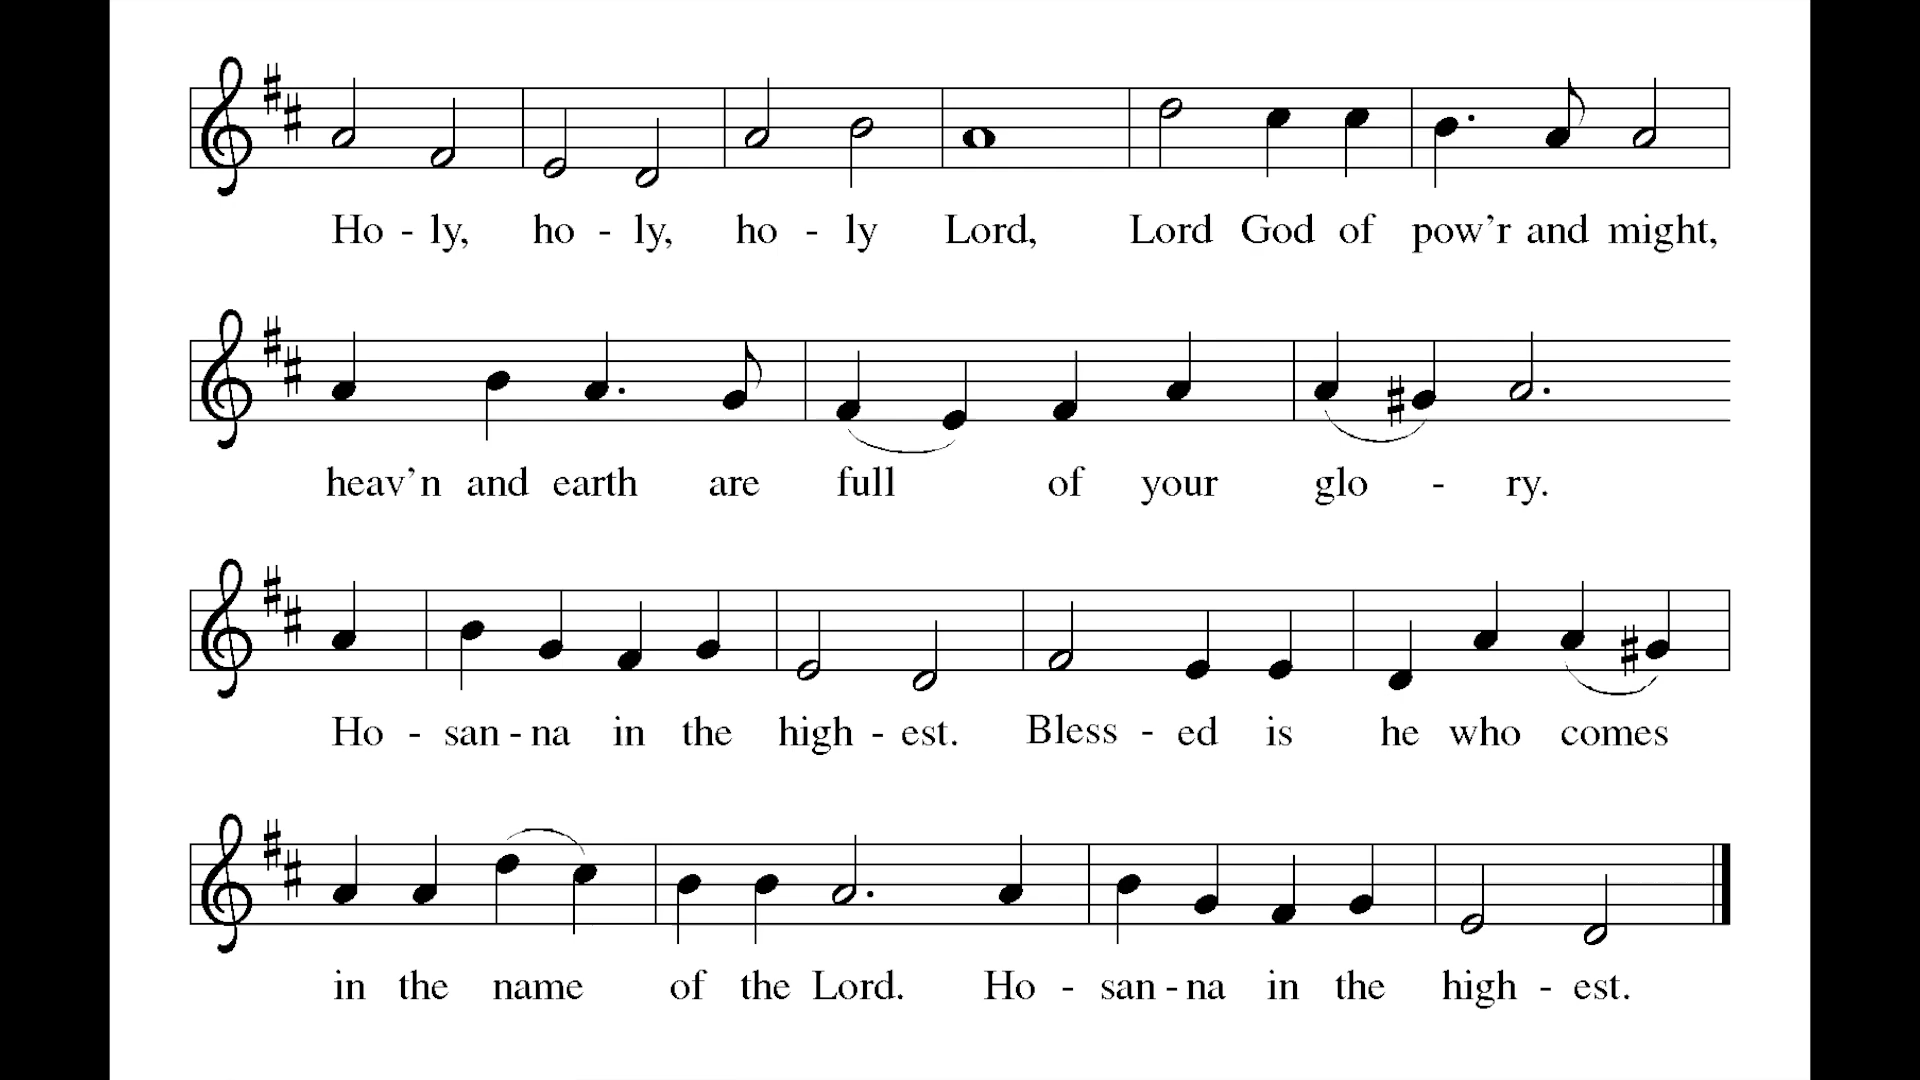 Ho - ly, ho - ly, ho - ly Lord, Lord God of pow’r and might,
heav’n and earth are full of your glo - ry.
Ho - san - na in the high - est. Bless - ed is he who comes
in the name of the Lord. Ho - san - na in the high - est.